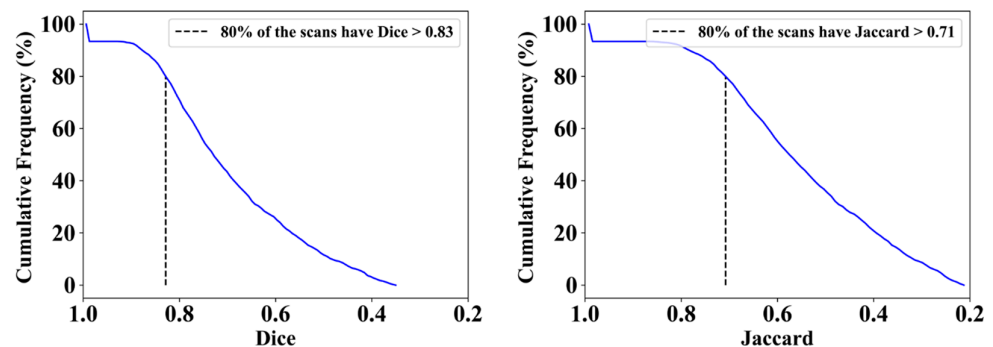 80% of the scans have Dice > 0.83
Cumulative Frequency (%)
100
80
60
40
20
0
1.0 0.8 0.6 0.4 0.2
Dice
80% of the scans have Jaccard > 0.71
Cumulative Frequency (%)
100
80
60
40
20
0
1.0 0.8 0.6 0.4 0.2
Jaccard